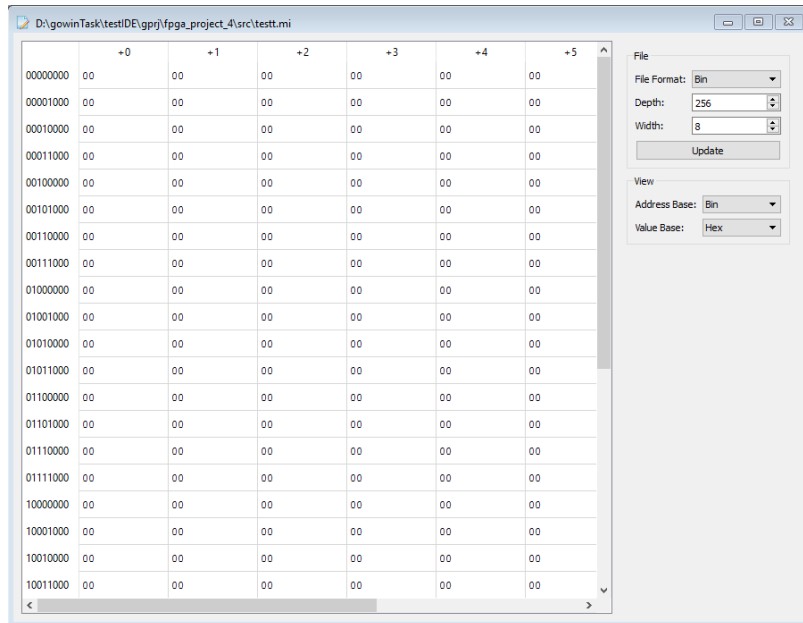 D:\gowinTask\testIDE\gprj\fpga_project_4\src\testt.mi
+0 +1 +2 +3 +4 +5
00000000 00 00 00 00 00 00
00001000 00 00 00 00 00 00
00010000 00 00 00 00 00 00
00011000 00 00 00 00 00 00
00100000 00 00 00 00 00 00
00101000 00 00 00 00 00 00
00110000 00 00 00 00 00 00
00111000 00 00 00 00 00 00
01000000 00 00 00 00 00 00
01001000 00 00 00 00 00 00
01010000 00 00 00 00 00 00
01011000 00 00 00 00 00 00
01100000 00 00 00 00 00 00
01101000 00 00 00 00 00 00
01110000 00 00 00 00 00 00
01111000 00 00 00 00 00 00
10000000 00 00 00 00 00 00
10001000 00 00 00 00 00 00
10010000 00 00 00 00 00 00
10011000 00 00 00 00 00 00
File
File Format: Bin
Depth: 256
Width: 8
Update
View
Address Base: Bin
Value Base: Hex